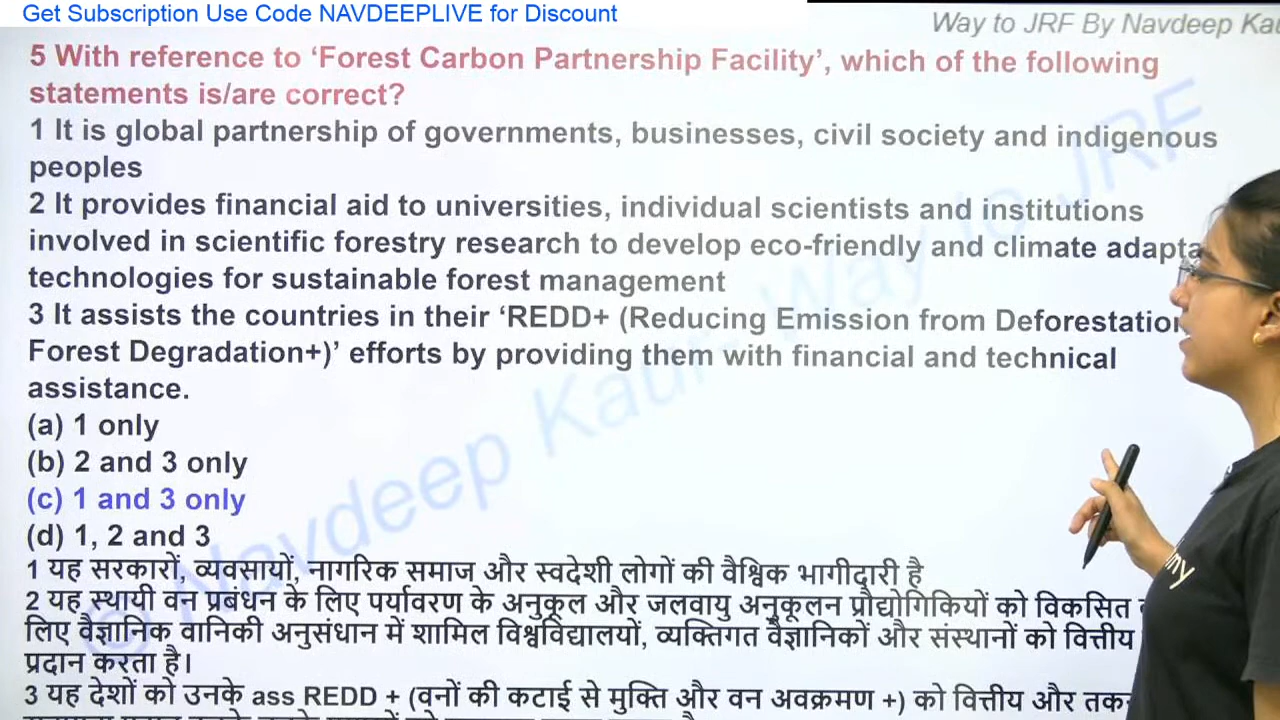 Get Subscription Use Code NAVDEEPLIVE for Discount
Way to JRF By Navdeep
5 With reference to ‘Forest Carbon Partnership Facility’, which of the following
statements is/are correct?
1 It is global partnership of governments, businesses, civil society and indigenous
peoples
2 It provides financial aid to universities, individual scientists and institutions
involved in scientific forestry research to develop eco-friendly and climate
technologies for sustainable forest management
3 It assists the countries in their ‘REDD+ (Reducing Emission from Deforestation
Forest Degradation+)’ efforts by providing them with financial and technical
assistance.
(a) 1 only
(b) 2 and 3 only
(c) 1 and 3 only
(d) 1, 2 and 3
1 यह सरकारों, व्यवसायों, नागरिक समाज और स्वदेशी लोगों की वैश्विक भागीदारी है
2 यह स्थायी वन प्रबंधन के लिए पर्यावरण के अनुकूल और जलवायु अनुकूलन प्रौद्योगिकियों को विकसित
लिए वैज्ञानिक वानिकी अनुसंधान में शामिल विश्वविद्यालयों, व्यक्तिगत वैज्ञानिकों और संस्थानों को वित्तीय
प्रदान करता है।
3 यह देशों को उनके ass REDD + (वनों की कटाई से मुक्ति और वन अवक्रमण +) को वित्तीय और
© Navdeep Kaur- Way to JRF